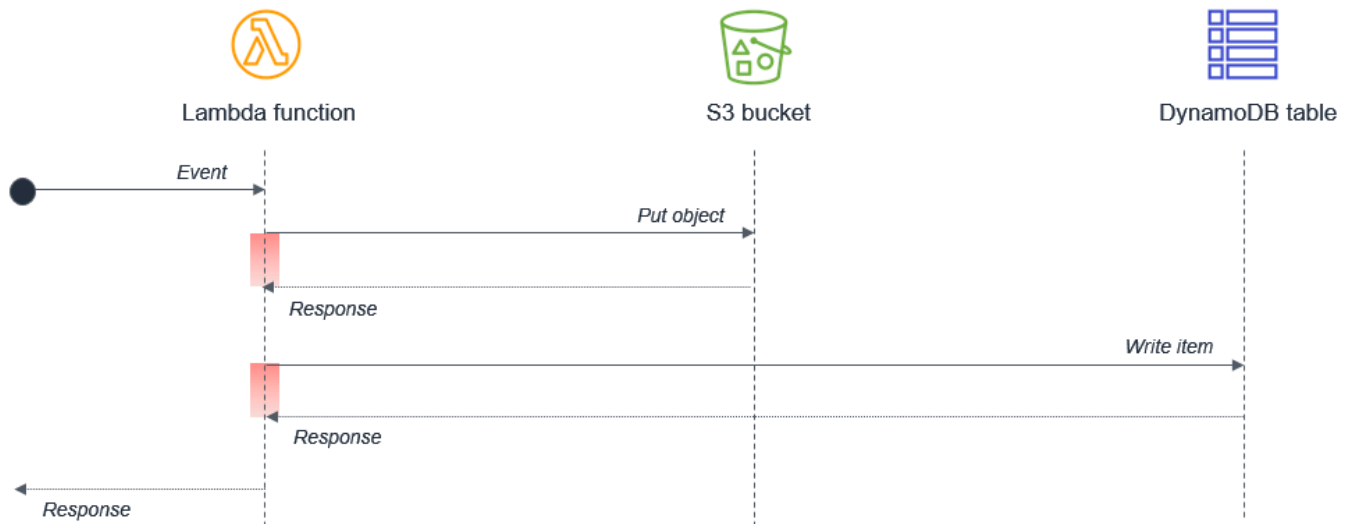 Lambda function
S3 bucket
DynamoDB table
Event
Put object
Response
Write item
Response
Response